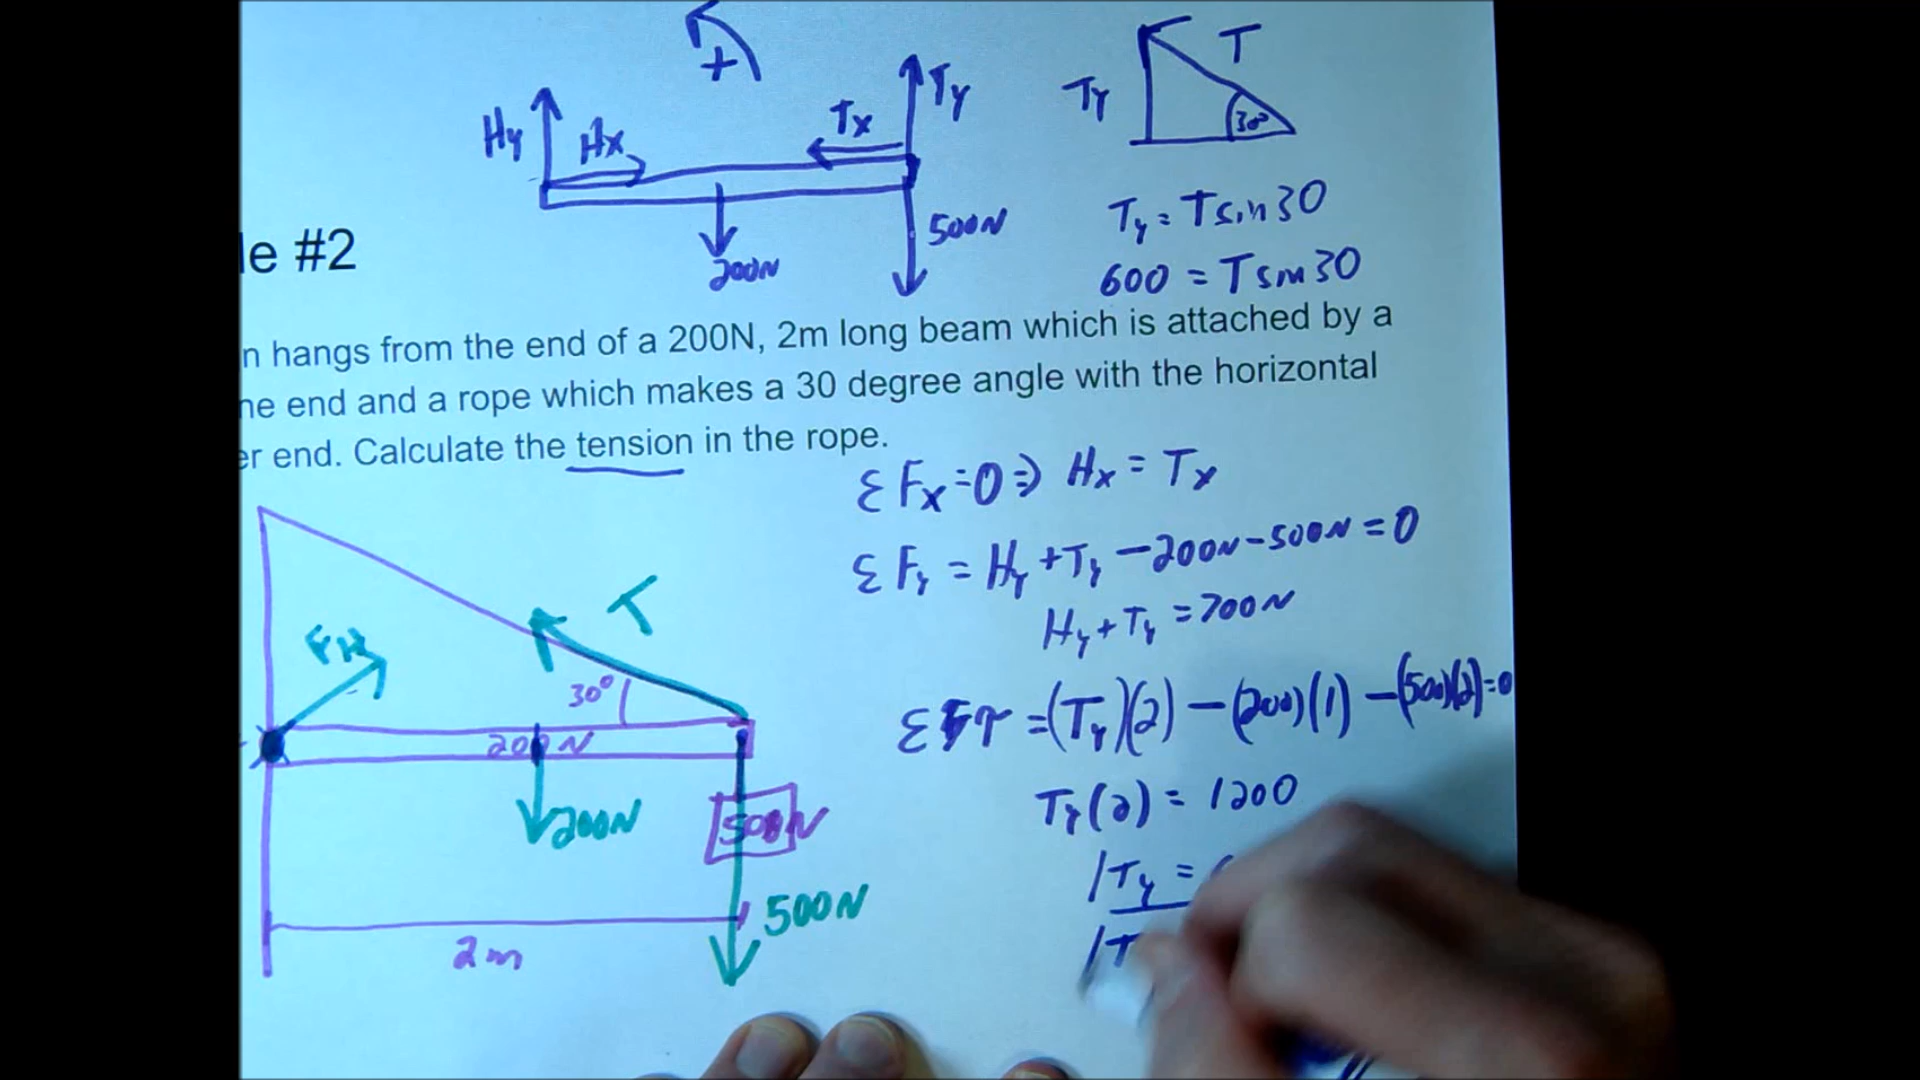 +
Hy Hx Tx Ty
200N
500N
Ty T 30°
Ty = T sin 30
600 = T sin 30
le #2
n hangs from the end of a 200N, 2m long beam which is attached by a
he end and a rope which makes a 30 degree angle with the horizontal
er end. Calculate the tension in the rope.
ΣFx=0⇒ Hx = Tx
ΣFy = Hy +Ty −200N−500N = 0
Hy + Ty = 700N
Στ =(Ty)(2) −(200)(1) −(500)(2)=0
Ty(2) = 1200
Ty =
T
FH
T
30°
200N
200N
500N
500N
2m